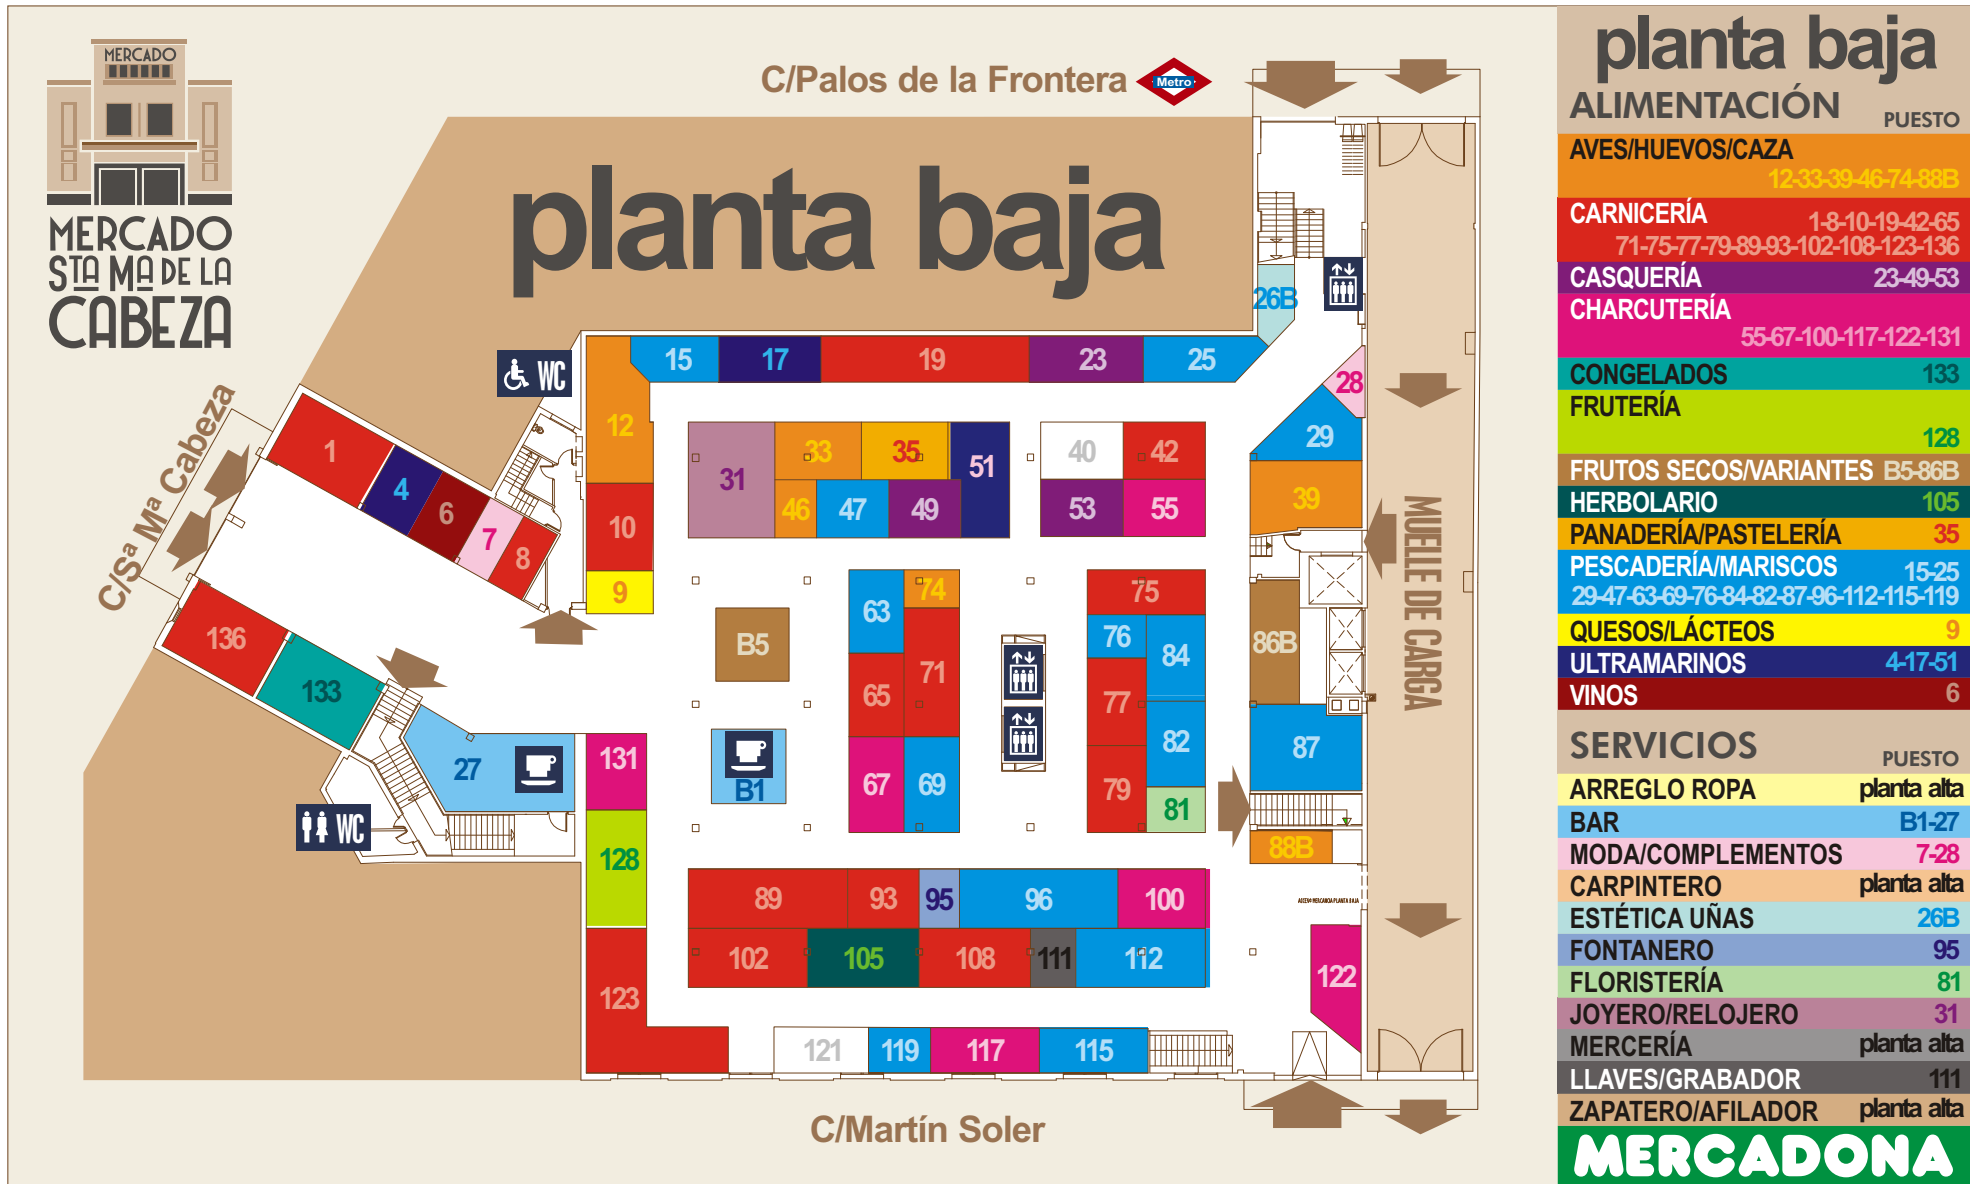 MERCADO
MERCADO
STA MA DE LA
CABEZA
C/Palos de la Frontera
Metro
planta baja
C/Sª Mª Cabeza
WC
26B
15
17
19
23
25
28
12
1
4
6
7
8
10
9
31
33
35
51
46
47
49
40
42
53
55
29
39
MUELLE DE CARGA
136
133
27
WC
B5
B1
63
74
65
71
67
69
75
76
84
77
82
79
81
86B
87
88B
131
128
123
89
93
95
96
100
102
105
108
111
112
ACCESO MERCANCIA PLANTA BAJA
122
121
119
117
115
C/Martín Soler
planta baja
ALIMENTACIÓN PUESTO
AVES/HUEVOS/CAZA
12-33-39-46-74-88B
CARNICERÍA 1-8-10-19-42-65
71-75-77-79-89-93-102-108-123-136
CASQUERÍA 23-49-53
CHARCUTERÍA
55-67-100-117-122-131
CONGELADOS 133
FRUTERÍA
128
FRUTOS SECOS/VARIANTES B5-86B
HERBOLARIO 105
PANADERÍA/PASTELERÍA 35
PESCADERÍA/MARISCOS 15-25
29-47-63-69-76-84-82-87-96-112-115-119
QUESOS/LÁCTEOS 9
ULTRAMARINOS 4-17-51
VINOS 6
SERVICIOS PUESTO
ARREGLO ROPA planta alta
BAR B1-27
MODA/COMPLEMENTOS 7-28
CARPINTERO planta alta
ESTÉTICA UÑAS 26B
FONTANERO 95
FLORISTERÍA 81
JOYERO/RELOJERO 31
MERCERÍA planta alta
LLAVES/GRABADOR 111
ZAPATERO/AFILADOR planta alta
MERCADONA